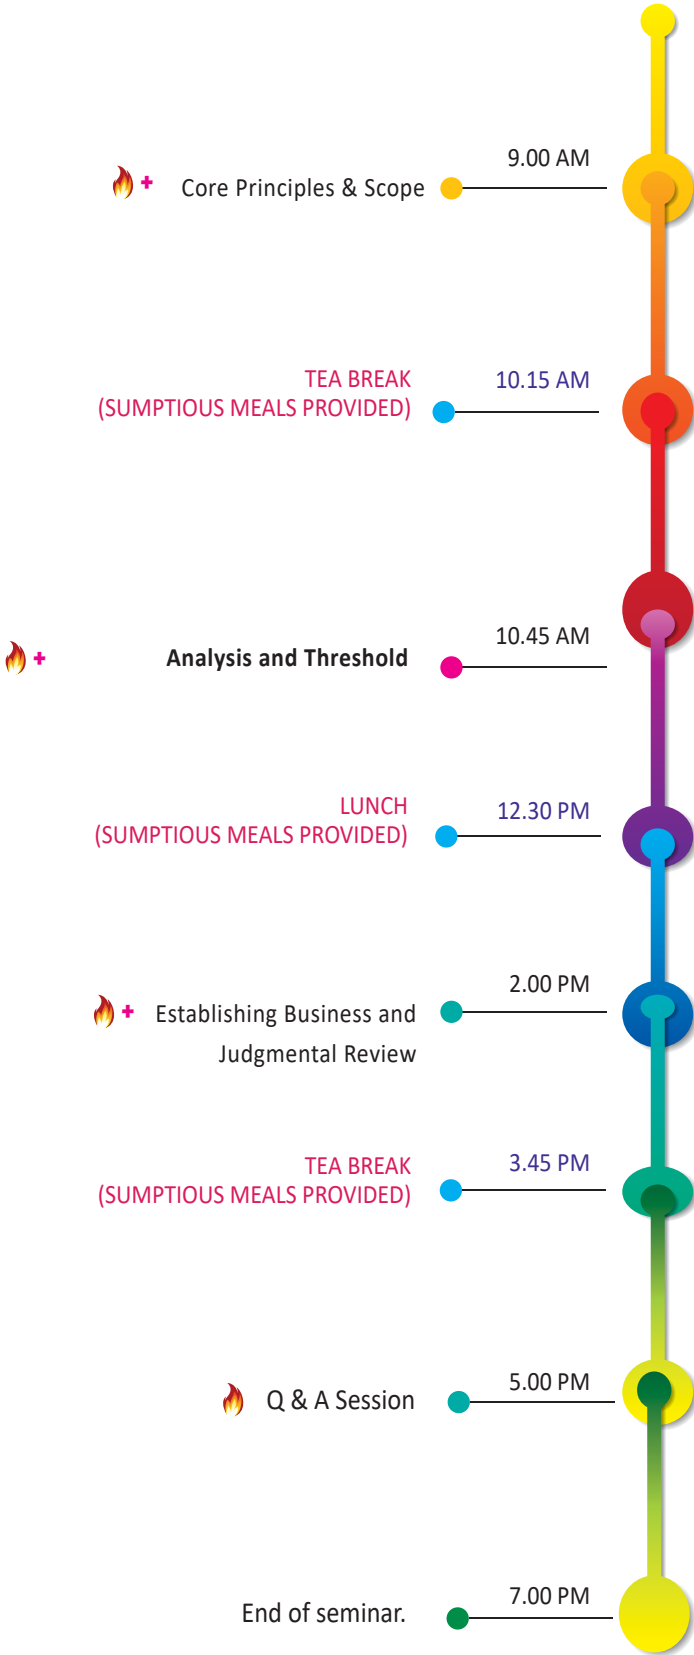 9.00 AM
+ Core Principles & Scope
TEA BREAK
10.15 AM
(SUMPTIOUS MEALS PROVIDED)
10.45 AM
+ Analysis and Threshold
LUNCH
12.30 PM
(SUMPTIOUS MEALS PROVIDED)
2.00 PM
+ Establishing Business and
Judgmental Review
TEA BREAK
3.45 PM
(SUMPTIOUS MEALS PROVIDED)
5.00 PM
Q & A Session
7.00 PM
End of seminar.